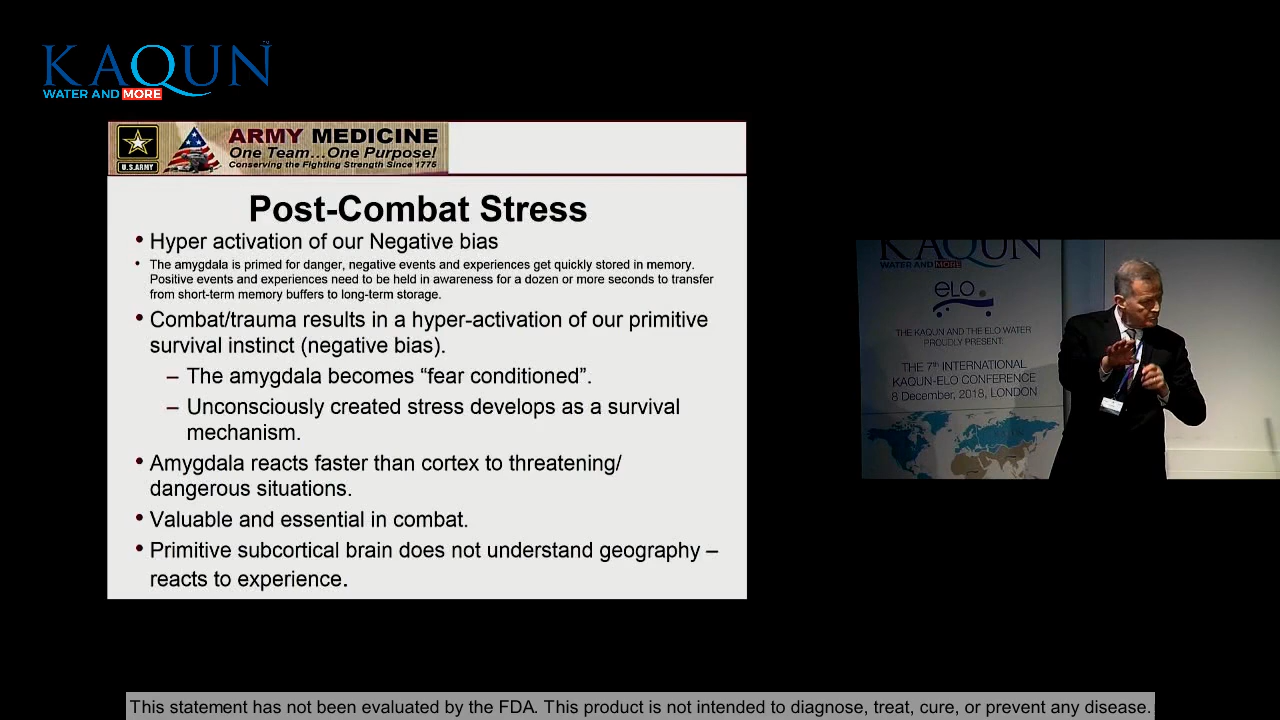 KAQUN
WATER AND MORE
U.S.ARMY
ARMY MEDICINE
One Team…One Purpose!
Conserving the Fighting Strength Since 1775
Post-Combat Stress
• Hyper activation of our Negative bias
• The amygdala is primed for danger, negative events and experiences get quickly stored in memory.
Positive events and experiences need to be held in awareness for a dozen or more seconds to transfer
from short-term memory buffers to long-term storage.
• Combat/trauma results in a hyper-activation of our primitive
survival instinct (negative bias).
– The amygdala becomes “fear conditioned”.
– Unconsciously created stress develops as a survival
mechanism.
• Amygdala reacts faster than cortex to threatening/
dangerous situations.
• Valuable and essential in combat.
• Primitive subcortical brain does not understand geography –
reacts to experience.
KAQUN
WATER AND MORE
eLO
THE KAQUN AND THE ELO WATER
PROUDLY PRESENT:
THE 7th INTERNATIONAL
KAQUN-ELO CONFERENCE
8 December, 2018, LONDON
This statement has not been evaluated by the FDA. This product is not intended to diagnose, treat, cure, or prevent any disease.